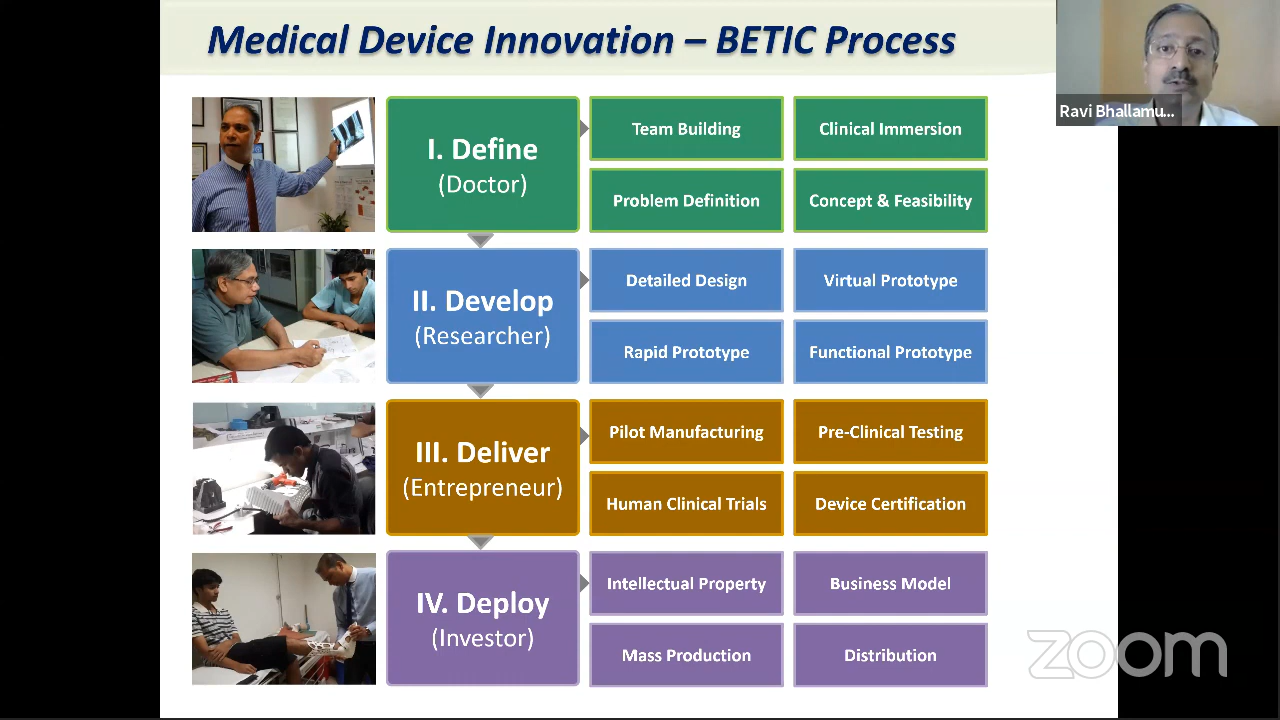 Medical Device Innovation – BETIC Process
Ravi Bhallamu...
I. Define
(Doctor)
Team Building
Clinical Immersion
Problem Definition
Concept & Feasibility
II. Develop
(Researcher)
Detailed Design
Virtual Prototype
Rapid Prototype
Functional Prototype
III. Deliver
(Entrepreneur)
Pilot Manufacturing
Pre-Clinical Testing
Human Clinical Trials
Device Certification
IV. Deploy
(Investor)
Intellectual Property
Business Model
Mass Production
Distribution
zoom